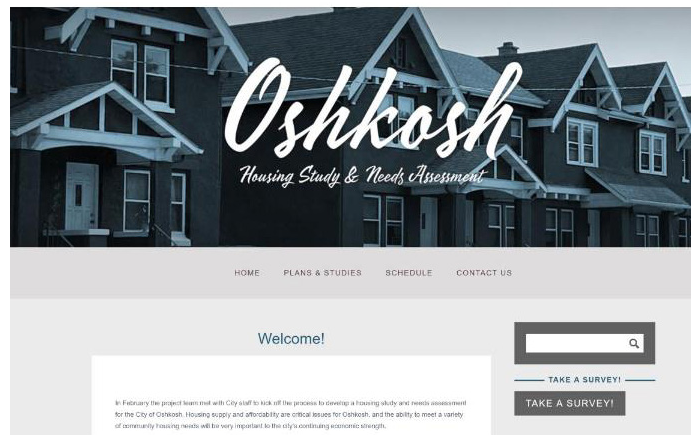 Oshkosh
Housing Study & Needs Assessment
HOME PLANS & STUDIES SCHEDULE CONTACT US
Welcome!
TAKE A SURVEY!
TAKE A SURVEY!
In February the project team met with City staff to kick off the process to develop a housing study and needs assessment
for the City of Oshkosh. Housing supply and affordability are critical issues for Oshkosh, and the ability to meet a variety
of community housing needs will be very important to the city's continuing economic strength.